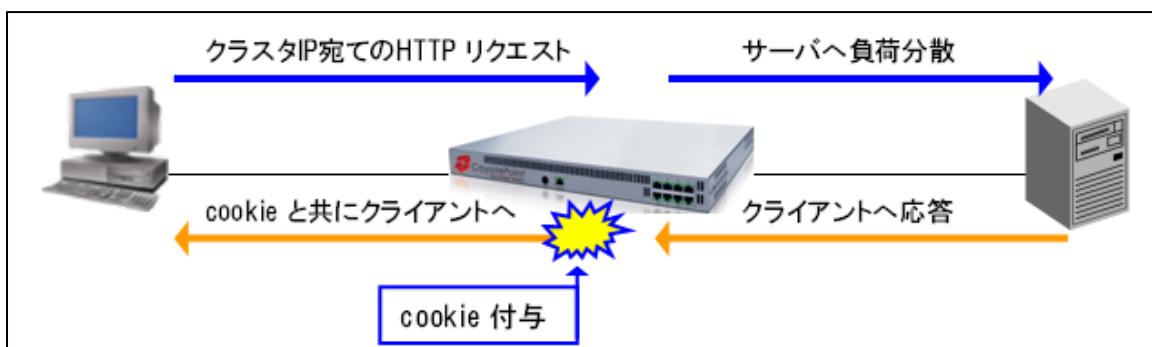 クラスタIP宛てのHTTP リクエスト
サーバへ負荷分散
CoyotePoint
cookie と共にクライアントへ
クライアントへ応答
cookie 付与